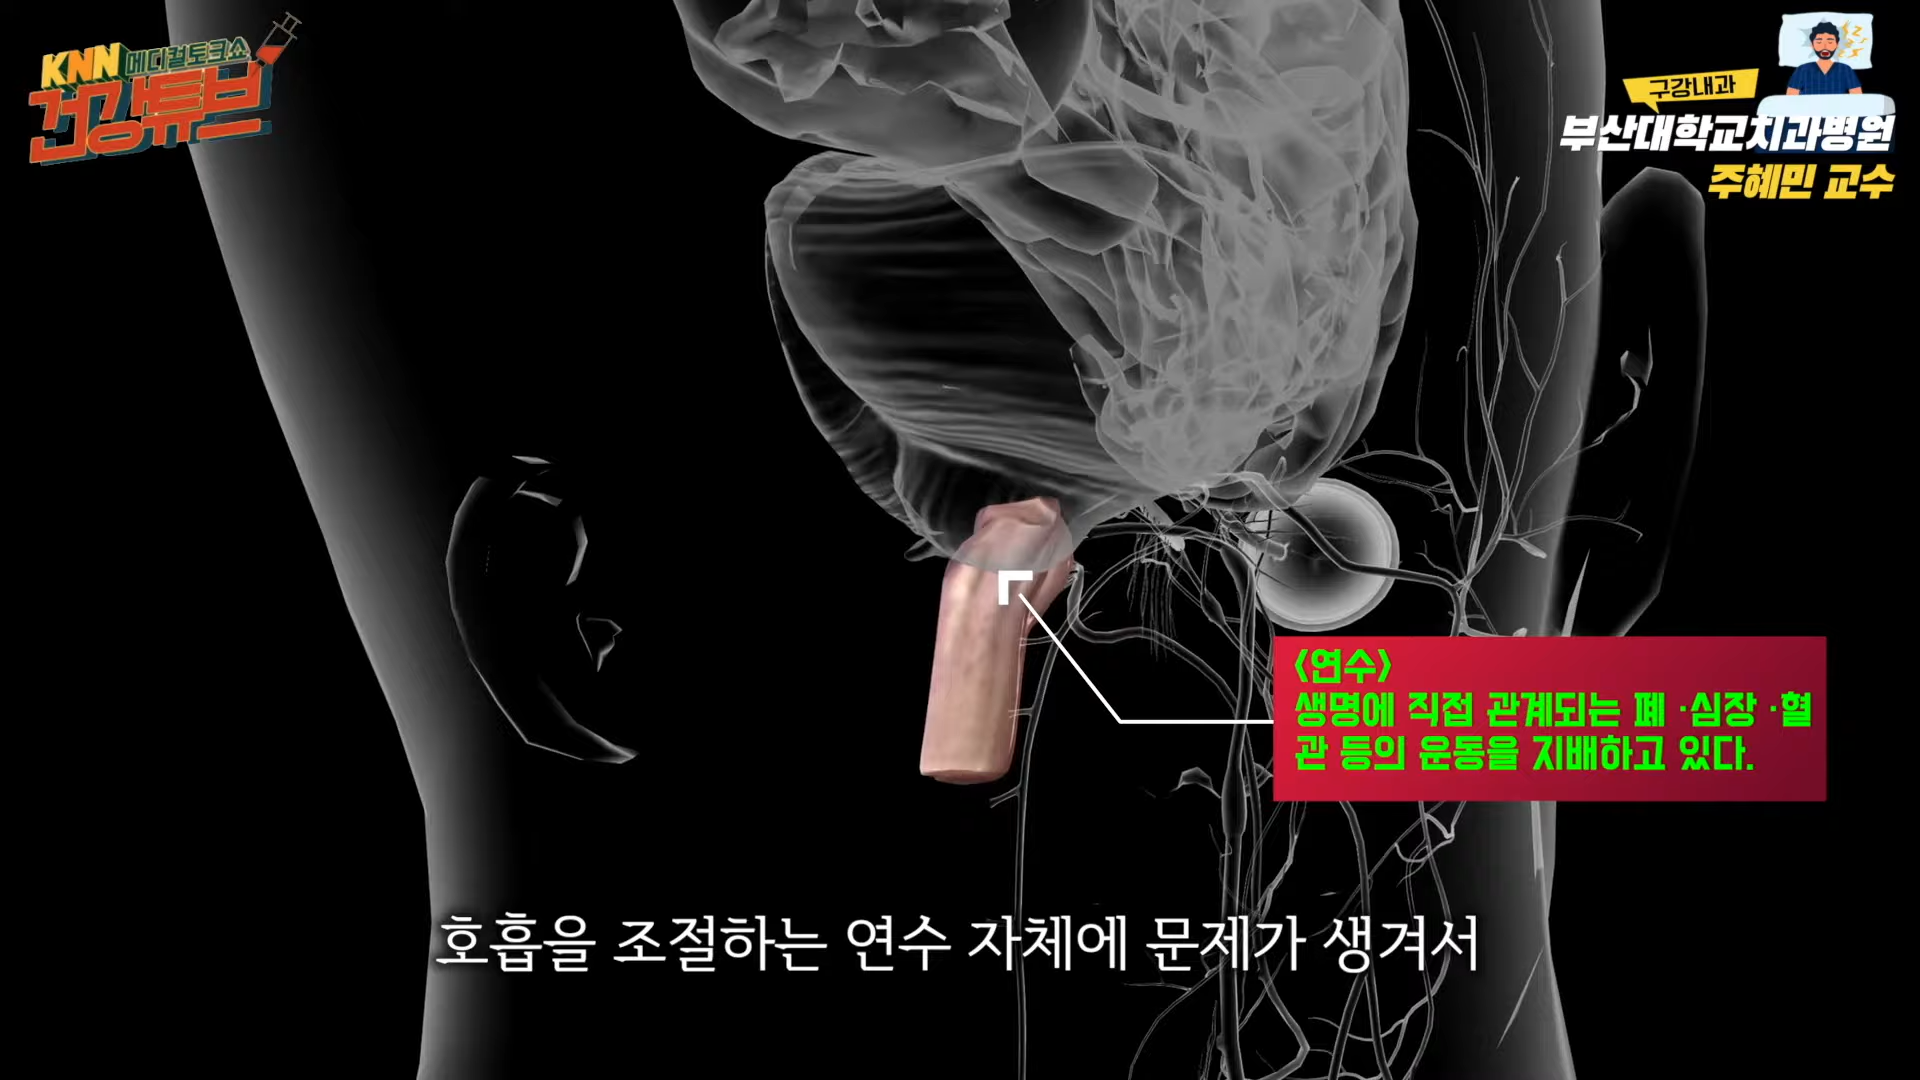 KNN 메디컬토크쇼
건강튜브
구강내과
부산대학교치과병원
주혜민 교수
<연수>
생명에 직접 관계되는 폐 ·심장 ·혈
관 등의 운동을 지배하고 있다.
호흡을 조절하는 연수 자체에 문제가 생겨서